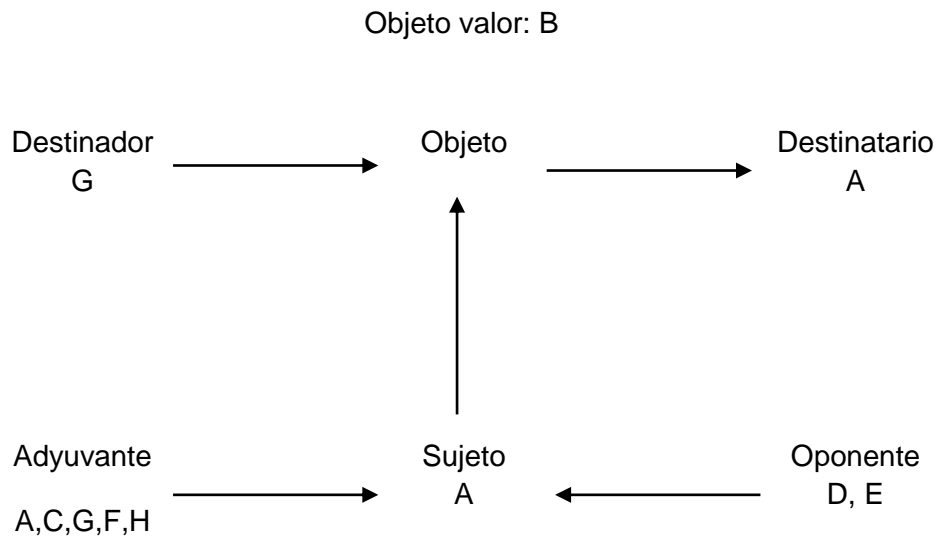 Objeto valor: B
Destinador Objeto Destinatario
G A
Adyuvante Sujeto Oponente
A D, E
A,C,G,F,H